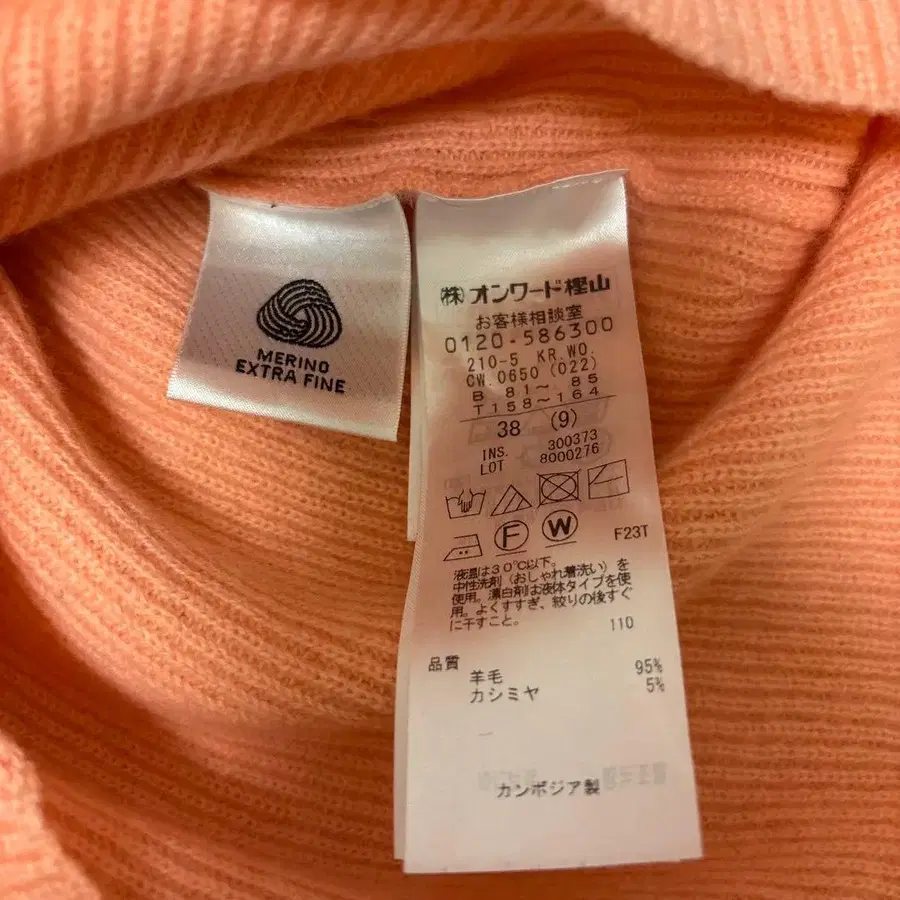 MERINO
EXTRA FINE
㈱オンワード樫山
お客様相談室
0120-586300
210-5 KR.WO.
CW.0650 (022)
B 81〜 85
T158〜164
38 (9)
INS. 300373
LOT 8000276
F W F23T
液温は30℃以下。
中性洗剤(おしゃれ着洗い)を
使用。漂白剤は液体タイプを使
用。よくすすぎ、絞りの後すぐ
に干すこと。
110
品質
羊毛 95%
カシミヤ 5%
カンボジア製